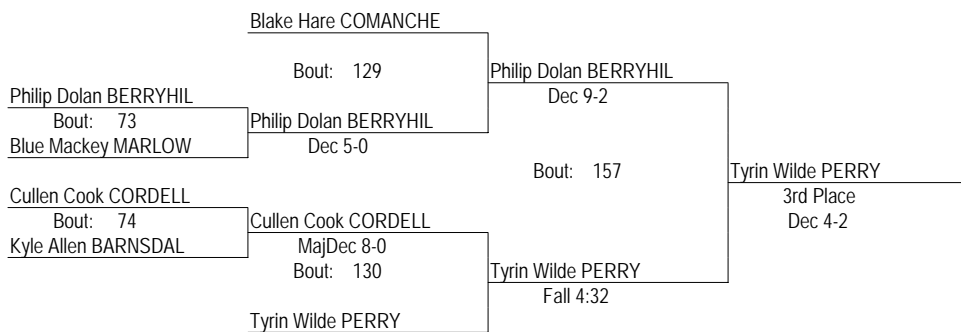 Blake Hare COMANCHE
Bout: 129
Philip Dolan BERRYHIL
Dec 9-2
Philip Dolan BERRYHIL
Bout: 73
Blue Mackey MARLOW
Philip Dolan BERRYHIL
Dec 5-0
Bout: 157
Tyrin Wilde PERRY
3rd Place
Dec 4-2
Cullen Cook CORDELL
Bout: 74
Kyle Allen BARNSDAL
Cullen Cook CORDELL
MajDec 8-0
Bout: 130
Tyrin Wilde PERRY
Fall 4:32
Tyrin Wilde PERRY